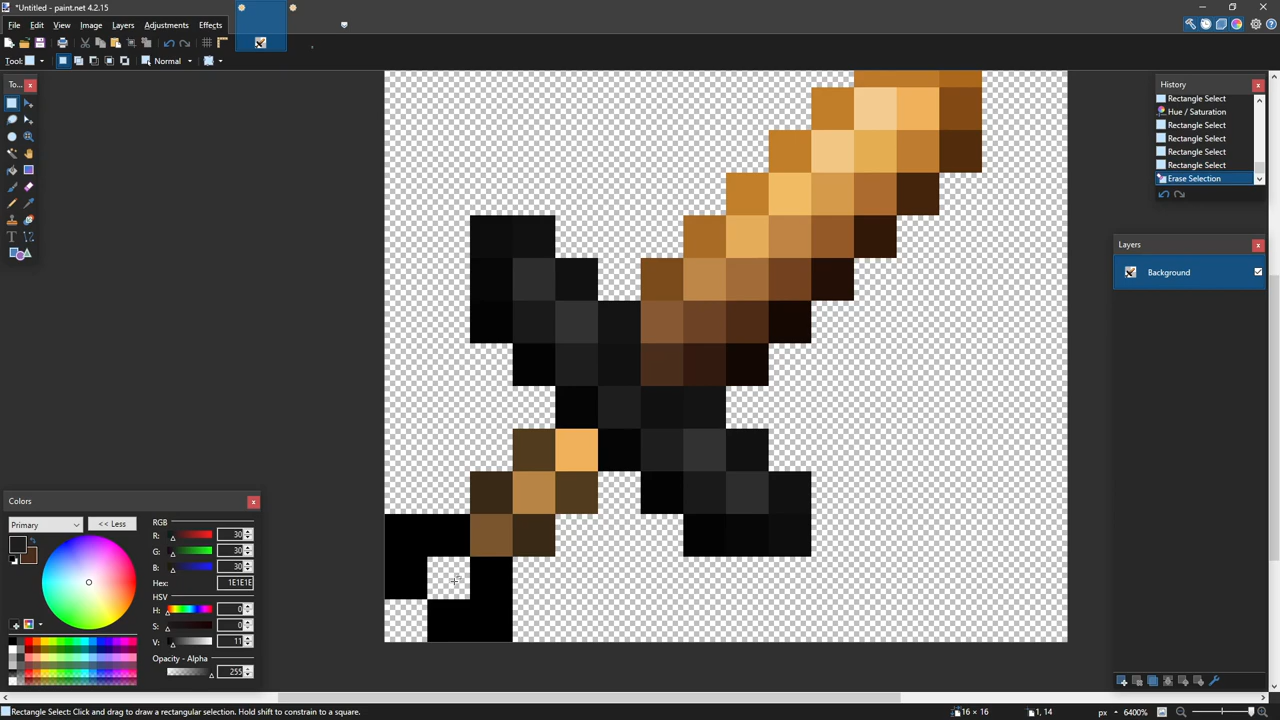 *Untitled - paint.net 4.2.15
File Edit View Image Layers Adjustments Effects
Tool: Normal
To...
History
Rectangle Select
Hue / Saturation
Rectangle Select
Rectangle Select
Rectangle Select
Rectangle Select
Erase Selection
Layers
Background
Colors
Primary
<< Less
RGB
R: 30
G: 30
B: 30
Hex: 1E1E1E
HSV
H: 0
S: 0
V: 11
Opacity - Alpha
255
Rectangle Select: Click and drag to draw a rectangular selection. Hold shift to constrain to a square.
16 × 16
1, 14
px
6400%